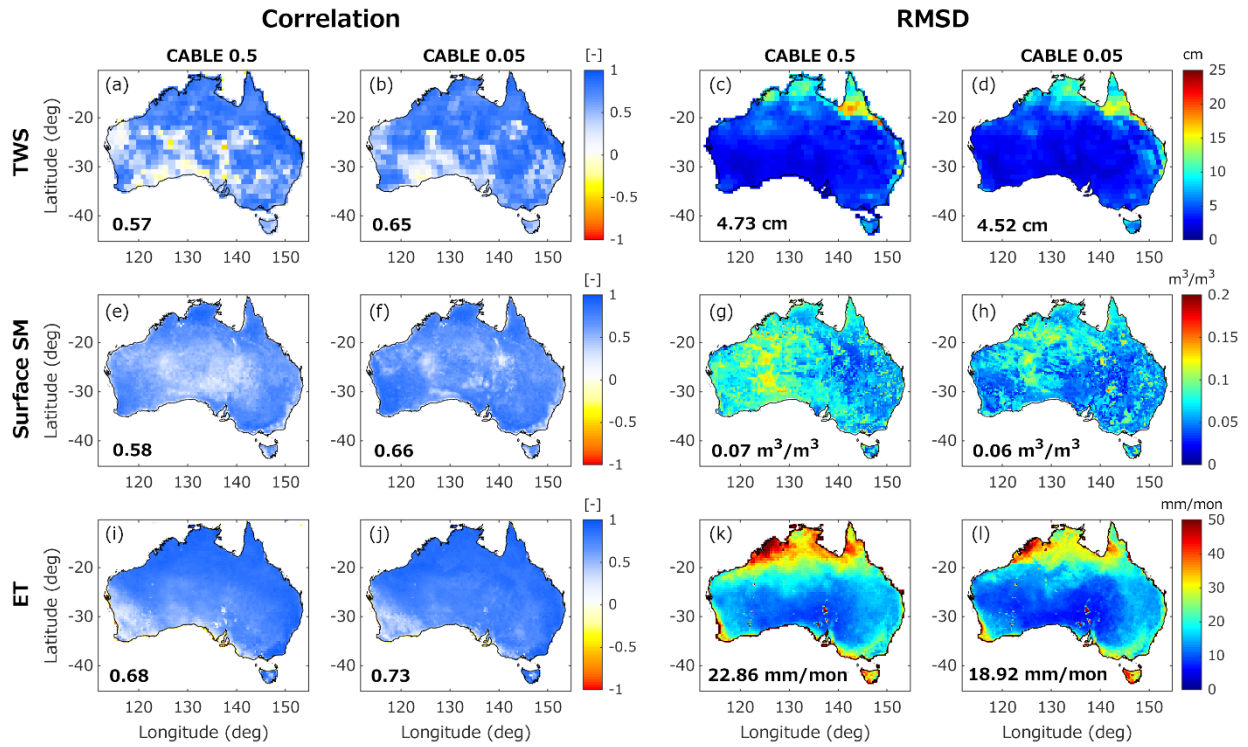 Correlation
RMSD
CABLE 0.5
CABLE 0.05
CABLE 0.5
CABLE 0.05
TWS
Latitude (deg)
-20
-30
-40
(a)
0.57
120 130 140 150
(b)
0.65
120 130 140 150
[-]
1
0.5
0
-0.5
-1
-20
-30
-40
(c)
4.73 cm
120 130 140 150
-20
-30
-40
(d)
4.52 cm
120 130 140 150
cm
25
20
15
10
5
0
Surface SM
Latitude (deg)
-20
-30
-40
(e)
0.58
120 130 140 150
(f)
0.66
120 130 140 150
[-]
1
0.5
0
-0.5
-1
-20
-30
-40
(g)
0.07 m³/m³
120 130 140 150
-20
-30
-40
(h)
0.06 m³/m³
120 130 140 150
m³/m³
0.2
0.15
0.1
0.05
0
ET
Latitude (deg)
-20
-30
-40
(i)
0.68
120 130 140 150
Longitude (deg)
(j)
0.73
120 130 140 150
Longitude (deg)
[-]
1
0.5
0
-0.5
-1
-20
-30
-40
(k)
22.86 mm/mon
120 130 140 150
Longitude (deg)
-20
-30
-40
(l)
18.92 mm/mon
120 130 140 150
Longitude (deg)
mm/mon
50
40
30
20
10
0